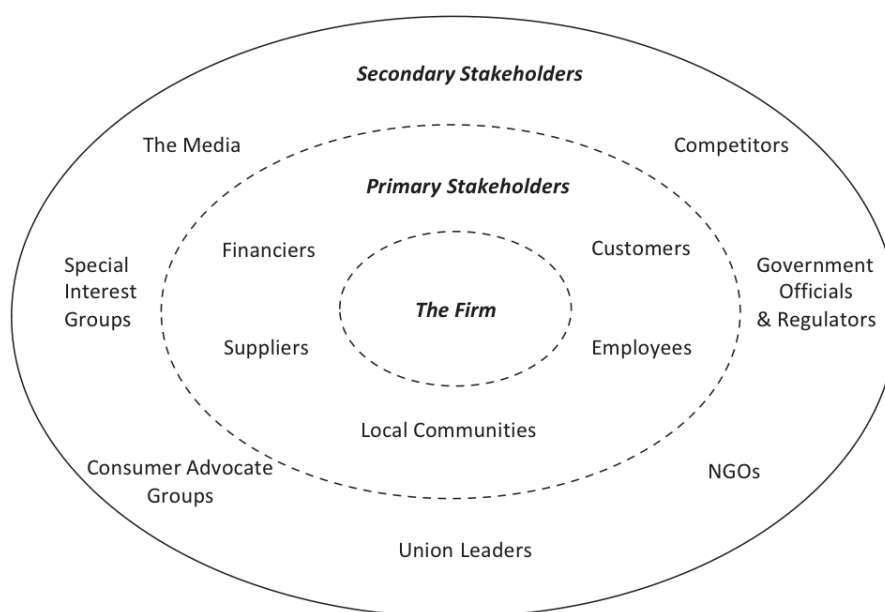 Secondary Stakeholders
The Media
Competitors
Primary Stakeholders
Financiers
Customers
Special
Interest
Groups
Government
Officials
& Regulators
The Firm
Suppliers
Employees
Local Communities
Consumer Advocate
Groups
NGOs
Union Leaders